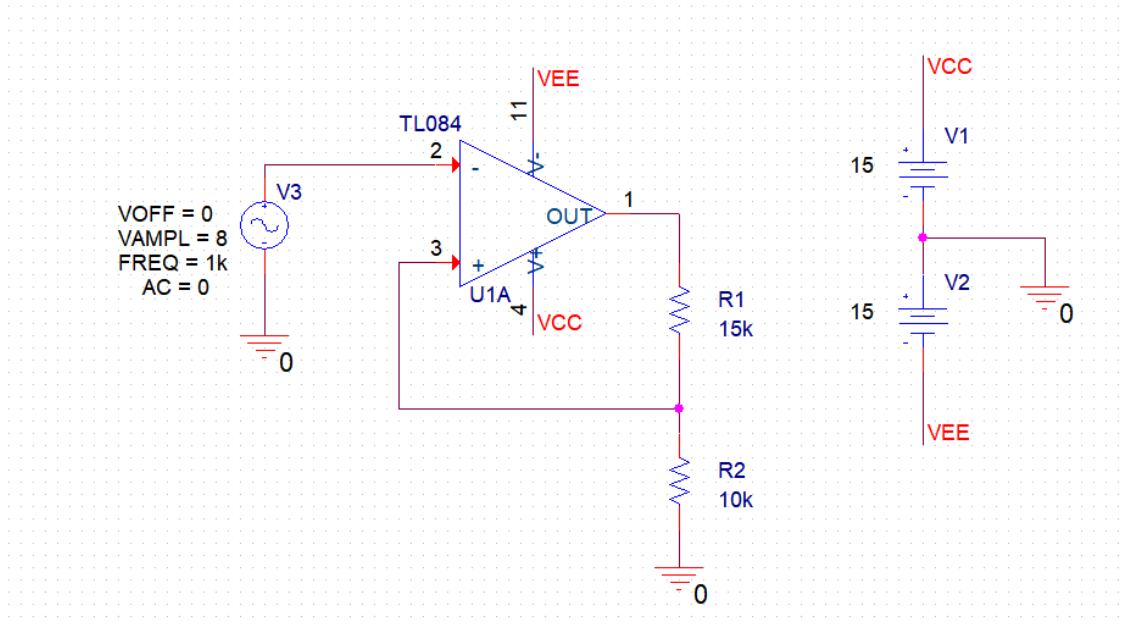 VEE
11
TL084
2
-
V-
V3
VOFF = 0
VAMPL = 8
FREQ = 1k
AC = 0
1
OUT
3
+
V+
U1A
4
VCC
0
R1
15k
R2
10k
0
VCC
V1
+
15
-
V2
+
15
-
0
VEE